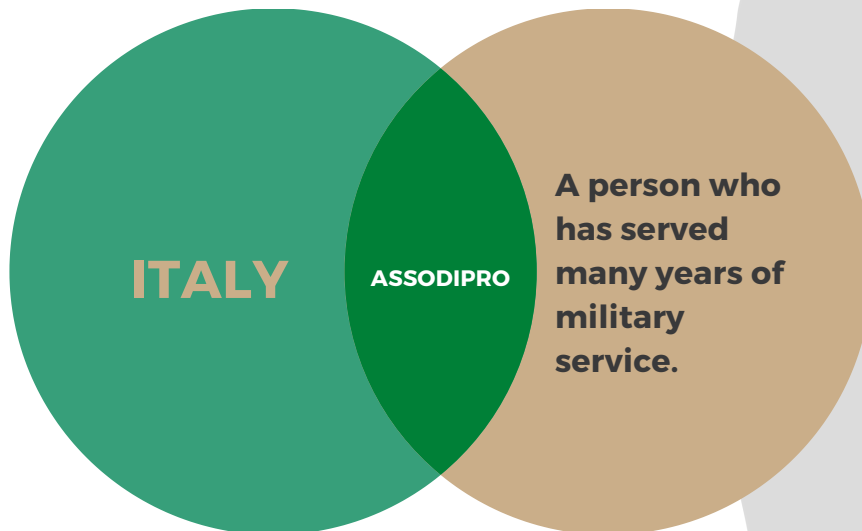 ITALY
ASSODIPRO
A person who
has served
many years of
military
service.